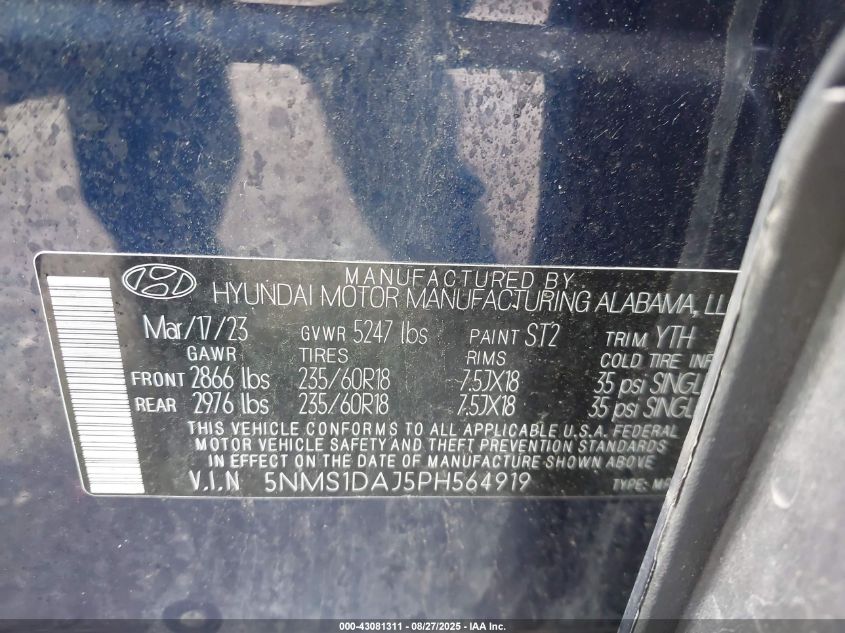 MANUFACTURED BY
HYUNDAI MOTOR MANUFACTURING ALABAMA, LL
Mar/17/23 GVWR 5247 lbs PAINT ST2 TRIM YTH
GAWR TIRES RIMS COLD TIRE INF
FRONT 2866 lbs 235/60R18 7.5JX18 35 psi SINGL
REAR 2976 lbs 235/60R18 7.5JX18 35 psi SINGL
THIS VEHICLE CONFORMS TO ALL APPLICABLE U.S.A. FEDERAL
MOTOR VEHICLE SAFETY AND THEFT PREVENTION STANDARDS
IN EFFECT ON THE DATE OF MANUFACTURE SHOWN ABOVE
V.I.N 5NMS1DAJ5PH564919 TYPE: MP
000-43081311 - 08/27/2025 - IAA Inc.